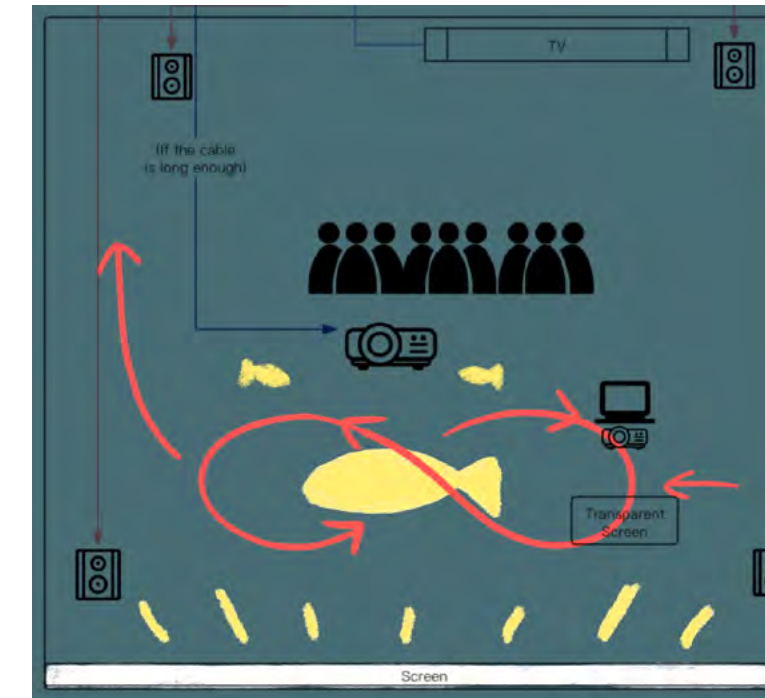 TV
(If the cable
is long enough)
Transparent
Screen
Screen